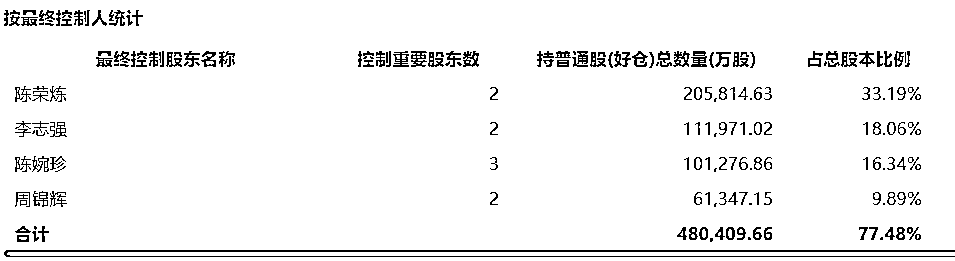 按最终控制人统计
最终控制股东名称 控制重要股东数 持普通股(好仓)总数量(万股) 占总股本比例
陈荣炼 2 205,814.63 33.19%
李志强 2 111,971.02 18.06%
陈婉珍 3 101,276.86 16.34%
周锦辉 2 61,347.15 9.89%
合计 480,409.66 77.48%